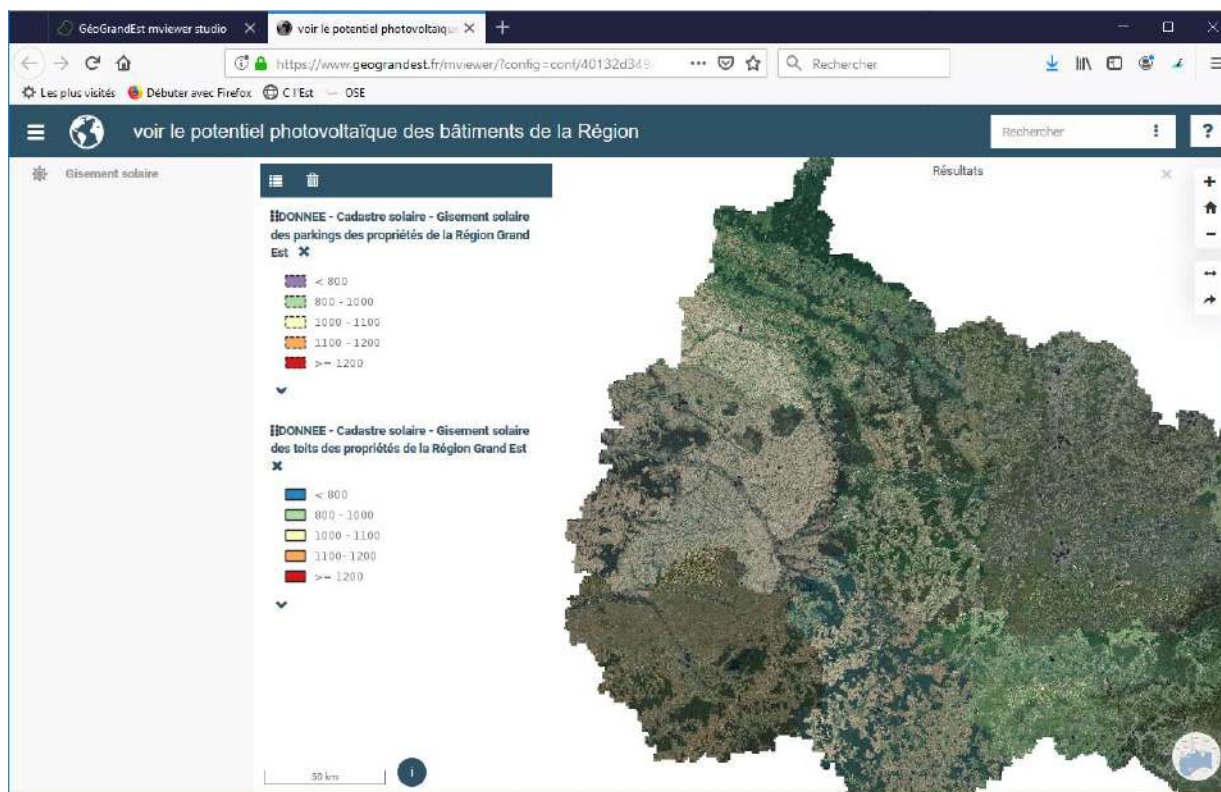 GéoGrandEst mviewer studio
voir le potentiel photovoltaïqu
https://www.geograndest.fr/mviewer/?config=conf/40132d349
Rechercher
Les plus visités
Débuter avec Firefox
C l'Est
OSE
voir le potentiel photovoltaïque des bâtiments de la Région
Rechercher
?
Gisement solaire
DONNEE - Cadastre solaire - Gisement solaire
des parkings des propriétés de la Région Grand
Est
< 800
800 - 1000
1000 - 1100
1100 - 1200
>= 1200
DONNEE - Cadastre solaire - Gisement solaire
des toits des propriétés de la Région Grand Est
< 800
800 - 1000
1000 - 1100
1100- 1200
>= 1200
50 km
i
Résultats